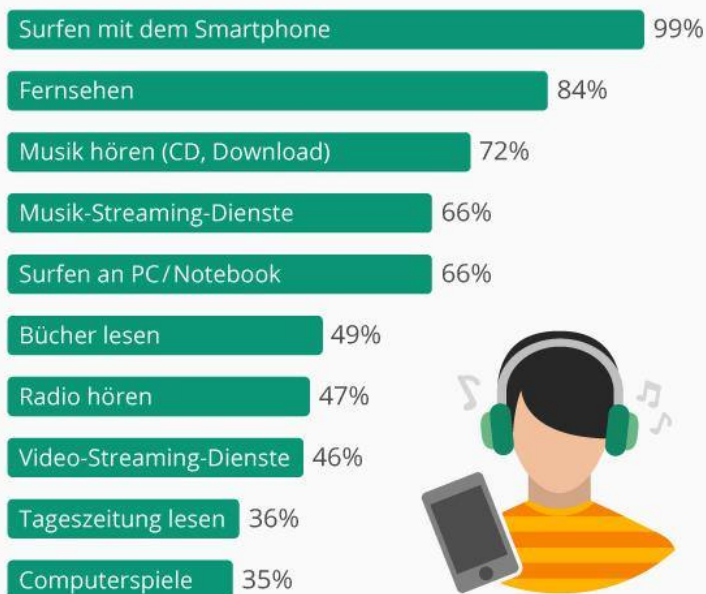 Surfen mit dem Smartphone 99%
Fernsehen 84%
Musik hören (CD, Download) 72%
Musik-Streaming-Dienste 66%
Surfen an PC/Notebook 66%
Bücher lesen 49%
Radio hören 47%
Video-Streaming-Dienste 46%
Tageszeitung lesen 36%
Computerspiele 35%